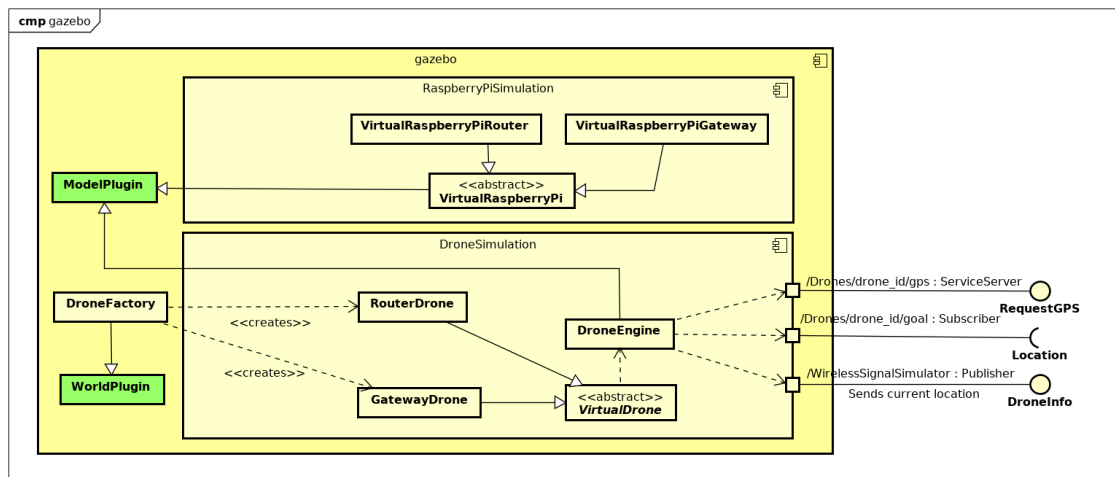 cmp gazebo
gazebo
RaspberryPiSimulation
VirtualRaspberryPiRouter
VirtualRaspberryPiGateway
ModelPlugin
<<abstract>>
VirtualRaspberryPi
DroneSimulation
/Drones/drone_id/gps : ServiceServer
RequestGPS
DroneFactory
RouterDrone
<<creates>>
DroneEngine
/Drones/drone_id/goal : Subscriber
Location
<<creates>>
WorldPlugin
GatewayDrone
<<abstract>>
VirtualDrone
/WirelessSignalSimulator : Publisher
Sends current location
DroneInfo